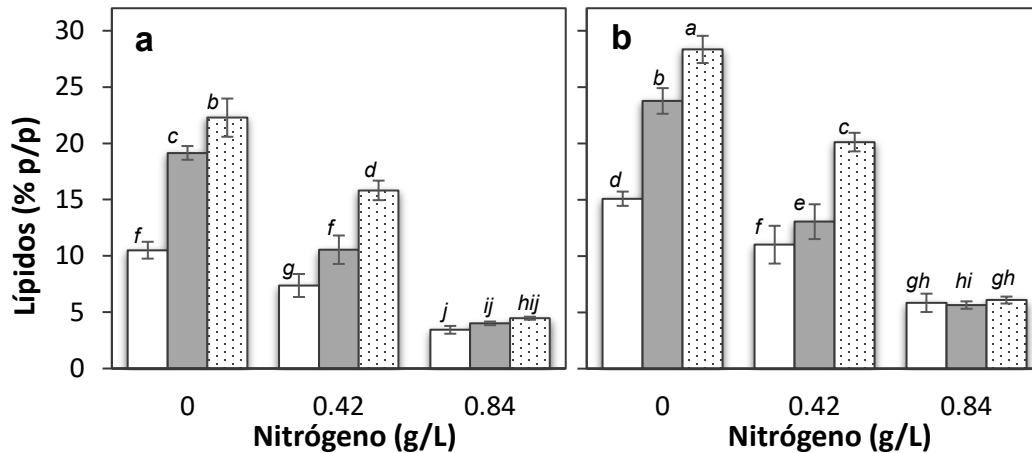 Lípidos (% p/p)
30
25
20
15
10
5
0
a
f
c
b
g
f
d
j
ij
hij
0
0.42
0.84
Nitrógeno (g/L)
b
d
b
a
f
e
c
gh
hi
gh
0
0.42
0.84
Nitrógeno (g/L)